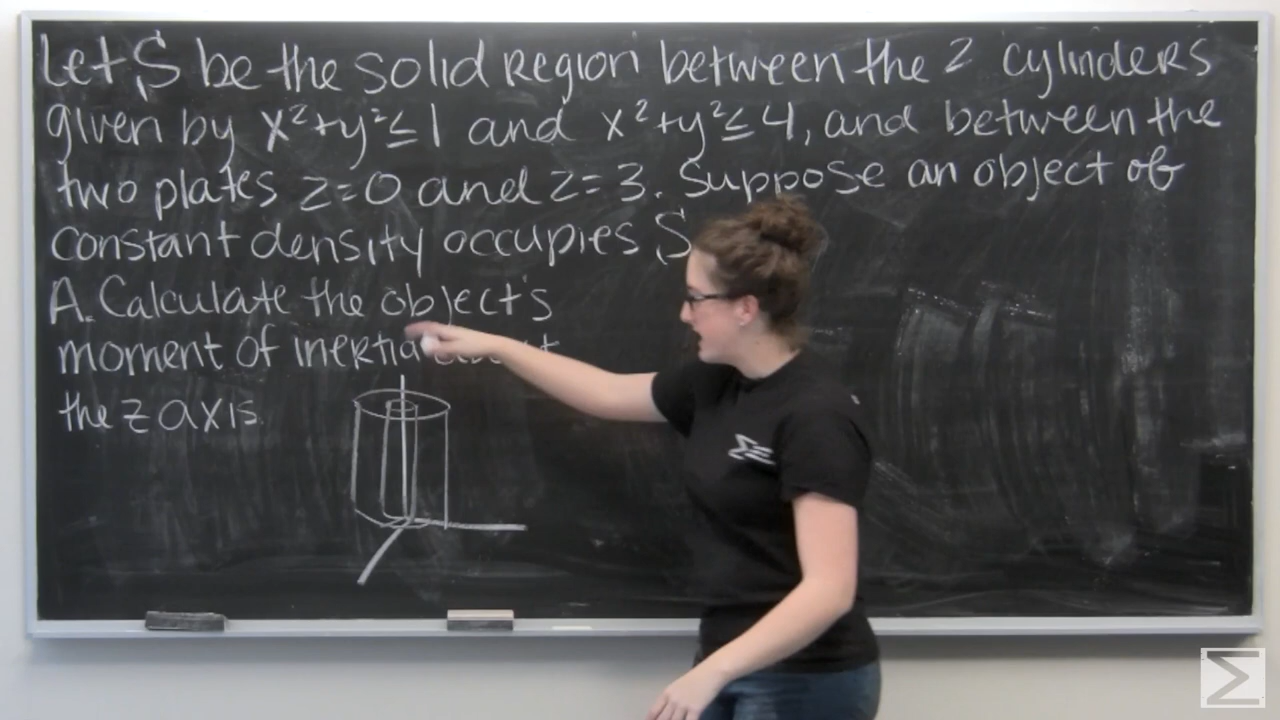 Let S be the solid region between the 2 cylinders
given by x²+y²≤1 and x²+y²≤4, and between the
two plates z=0 and z=3. Suppose an object of
constant density occupies S
A. Calculate the object's
moment of inertia
the z axis.
Σ
Σ